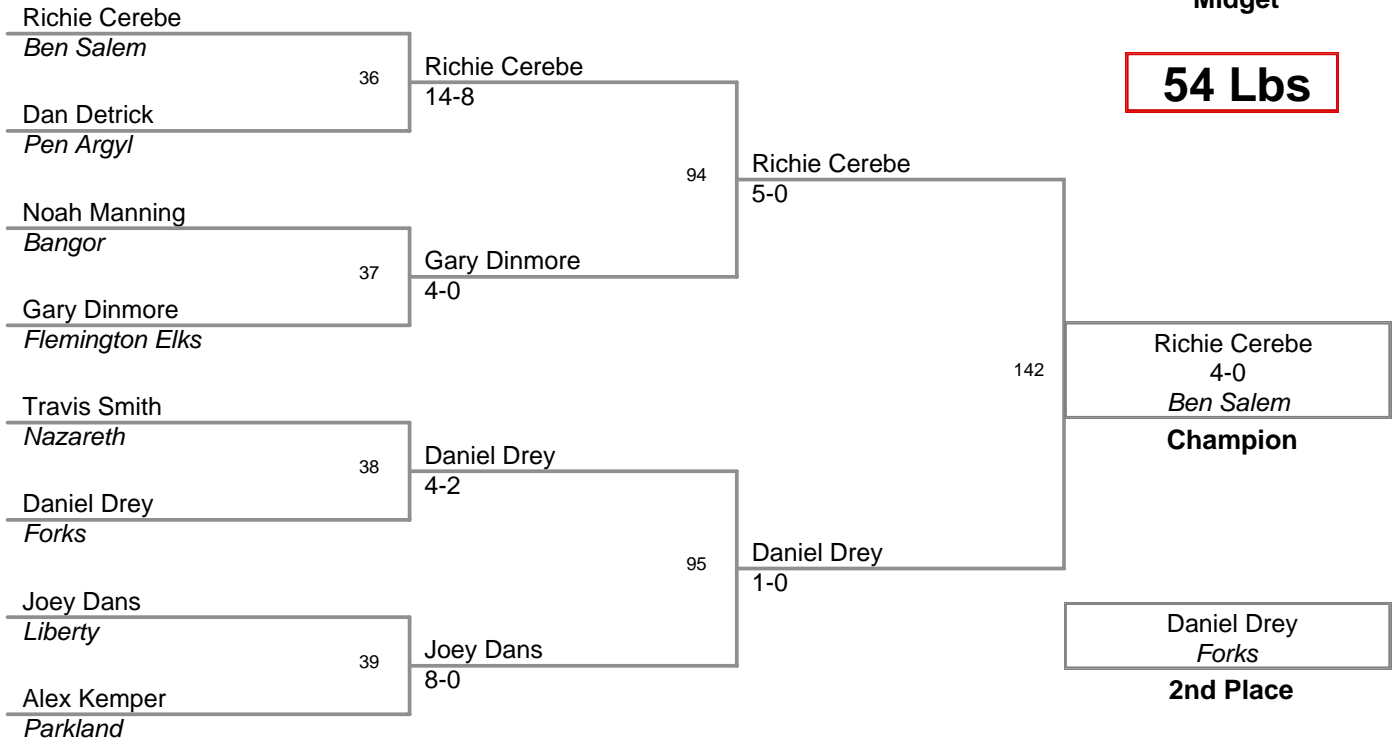 Midget
54 Lbs
Richie Cerebe
Ben Salem
36
Dan Detrick
Pen Argyl
Noah Manning
Bangor
37
Gary Dinmore
Flemington Elks
Travis Smith
Nazareth
38
Daniel Drey
Forks
Joey Dans
Liberty
39
Alex Kemper
Parkland
Richie Cerebe
14-8
94
Gary Dinmore
4-0
Daniel Drey
4-2
95
Joey Dans
8-0
Richie Cerebe
5-0
142
Daniel Drey
1-0
Richie Cerebe
4-0
Ben Salem
Champion
Daniel Drey
Forks
2nd Place